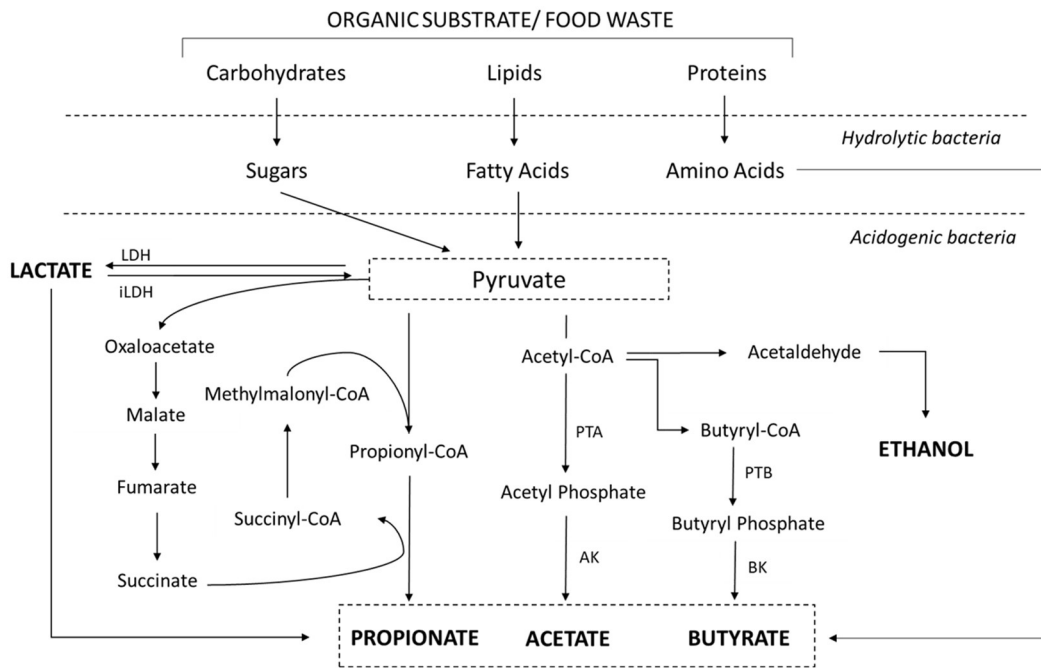 ORGANIC SUBSTRATE/ FOOD WASTE
Carbohydrates
Lipids
Proteins
Hydrolytic bacteria
Sugars
Fatty Acids
Amino Acids
Acidogenic bacteria
LDH
LACTATE
iLDH
Pyruvate
Oxaloacetate
Acetyl-CoA
Acetaldehyde
Methylmalonyl-CoA
Malate
PTA
Butyryl-CoA
ETHANOL
Propionyl-CoA
PTB
Fumarate
Acetyl Phosphate
Succinyl-CoA
Butyryl Phosphate
AK
BK
Succinate
PROPIONATE
ACETATE
BUTYRATE